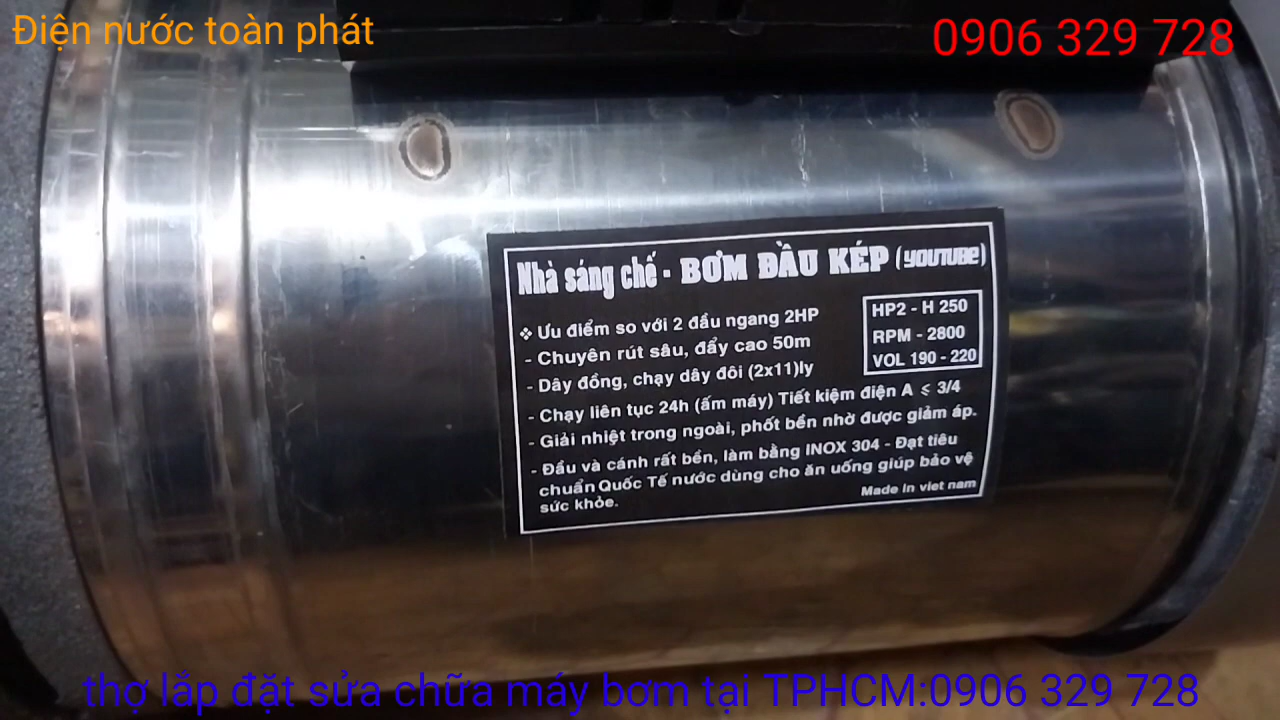 Điện nước toàn phát
0906 329 728
Nhà sáng chế - BƠM ĐẦU KÉP (YOUTUBE)
❖ Ưu điểm so với 2 đầu ngang 2HP
- Chuyên rút sâu, đẩy cao 50m
- Dây đồng, chạy dây đôi (2x11)ly
HP2 - H 250
RPM - 2800
VOL 190 - 220
- Chạy liên tục 24h (ấm máy) Tiết kiệm điện A ⩽ 3/4
- Giải nhiệt trong ngoài, phốt bền nhờ được giảm áp.
- Đầu và cánh rất bền, làm bằng INOX 304 - Đạt tiêu
chuẩn Quốc Tế nước dùng cho ăn uống giúp bảo vệ
sức khỏe.
Made in viet nam
thợ lắp đặt sửa chữa máy bơm tại TPHCM:0906 329 728